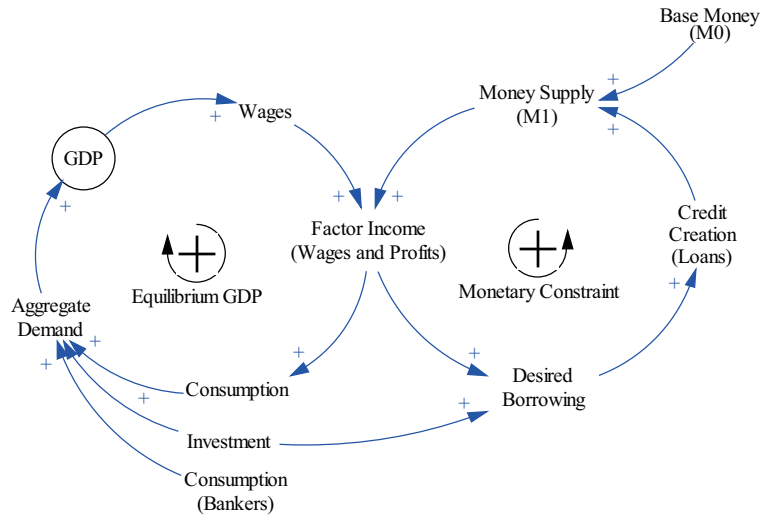 Base Money
(M0)
+
Money Supply
(M1)
+
+
Wages
+
GDP
+
+
+
Factor Income
(Wages and Profits)
Credit
Creation
(Loans)
+
+
Equilibrium GDP
+
Monetary Constraint
+
Aggregate
Demand
+
+
+
+
Consumption
+
Desired
Borrowing
+
Investment
Consumption
(Bankers)